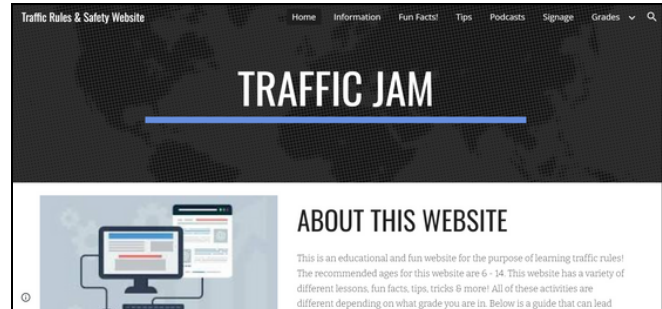 Traffic Rules & Safety Website
Home Information Fun Facts! Tips Podcasts Signage Grades
TRAFFIC JAM
ABOUT THIS WEBSITE
This is an educational and fun website for the purpose of learning traffic rules!
The recommended ages for this website are 6 - 14. This website has a variety of
different lessons, fun facts, tips, tricks & more! All of these activities are
different depending on what grade you are in. Below is a guide that can lead